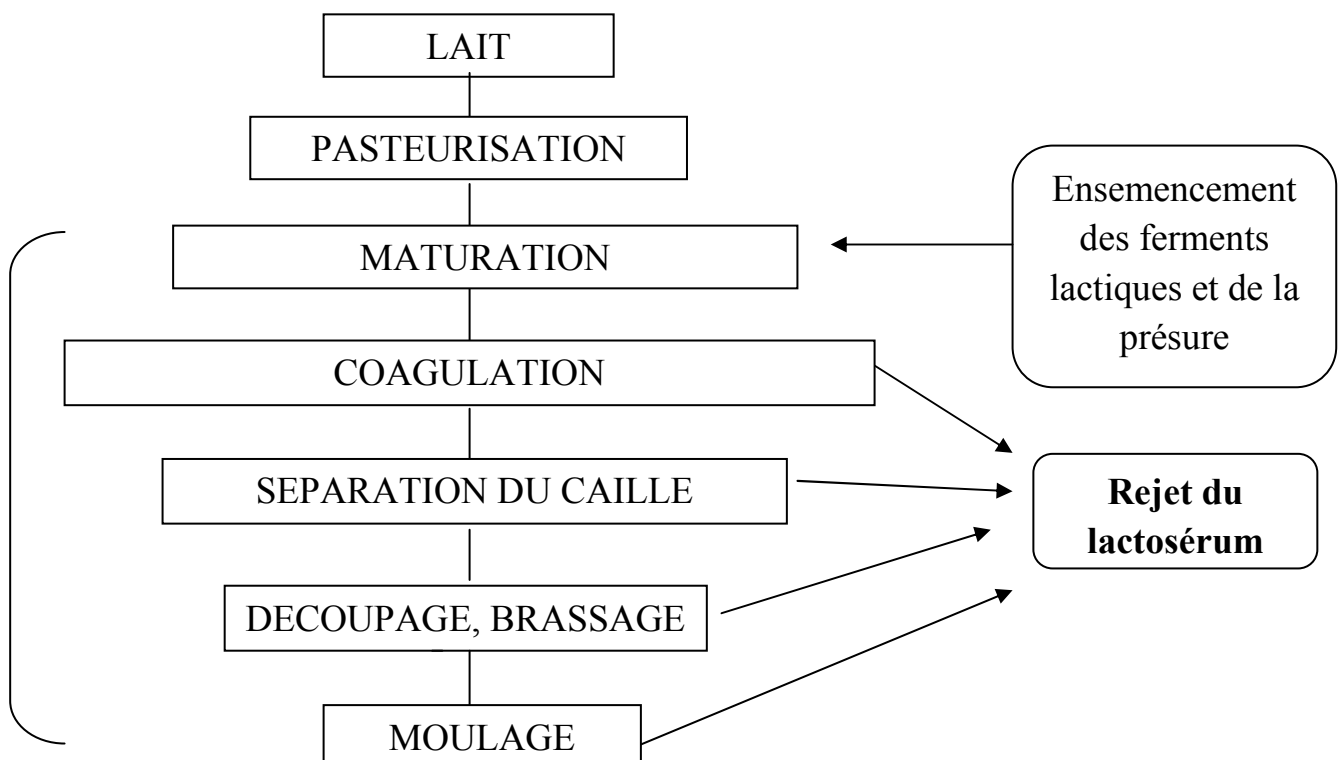 LAIT
PASTEURISATION
Ensemencement
des ferments
lactiques et de la
présure
MATURATION
COAGULATION
SEPARATION DU CAILLE
Rejet du
lactosérum
DECOUPAGE, BRASSAGE
MOULAGE